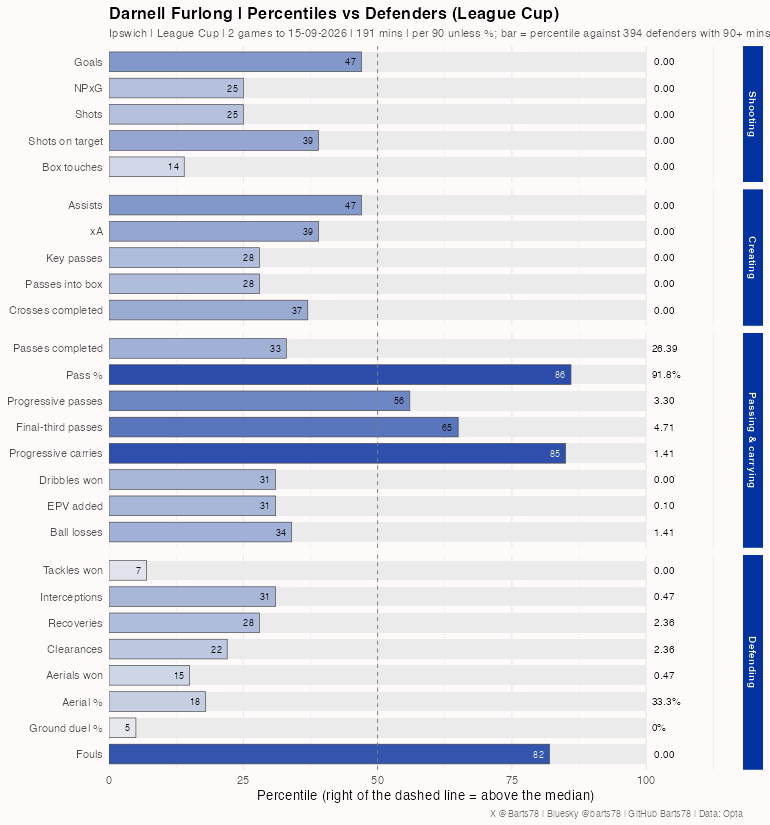 Darnell Furlong | Percentiles vs Defenders (League Cup)
Ipswich | League Cup | 2 games to 15-09-2026 | 191 mins | per 90 unless %; bar = percentile against 394 defenders with 90+ mins
Goals 47 0.00
NPxG 25 0.00
Shots 25 0.00
Shots on target 39 0.00
Box touches 14 0.00
Shooting
Assists 47 0.00
xA 39 0.00
Key passes 28 0.00
Passes into box 28 0.00
Crosses completed 37 0.00
Creating
Passes completed 33 26.39
Pass % 86 91.8%
Progressive passes 56 3.30
Final-third passes 65 4.71
Progressive carries 85 1.41
Dribbles won 31 0.00
EPV added 31 0.10
Ball losses 34 1.41
Passing & carrying
Tackles won 7 0.00
Interceptions 31 0.47
Recoveries 28 2.36
Clearances 22 2.36
Aerials won 15 0.47
Aerial % 18 33.3%
Ground duel % 5 0%
Fouls 82 0.00
Defending
0 25 50 75 100
Percentile (right of the dashed line = above the median)
X @Barts78 | Bluesky @barts78 | GitHub Barts78 | Data: Opta